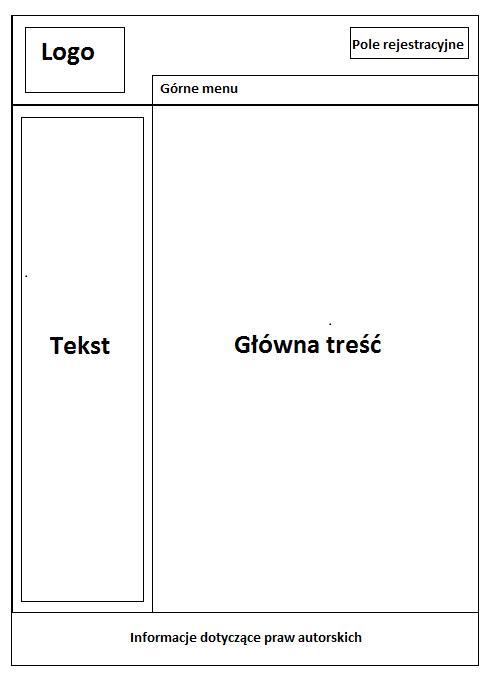 Logo
Pole rejestracyjne
Górne menu
Tekst
Główna treść
Informacje dotyczące praw autorskich